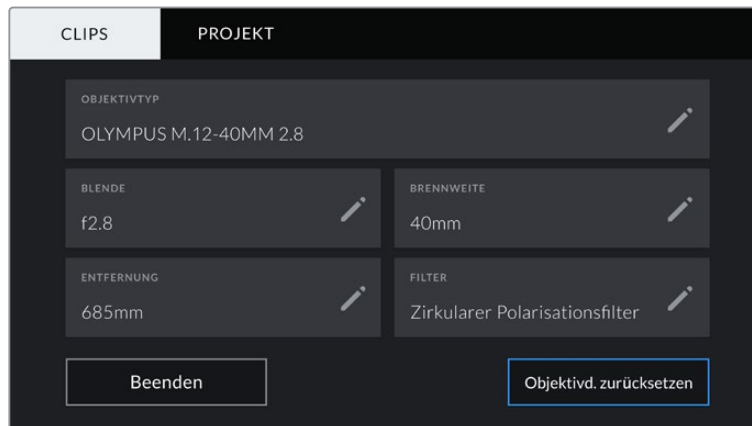 CLIPS
PROJEKT
OBJEKTIVTYP
OLYMPUS M.12-40MM 2.8
BLENDE
f2.8
BRENNWEITE
40mm
ENTFERNUNG
685mm
FILTER
Zirkularer Polarisationsfilter
Beenden
Objektivd. zurücksetzen